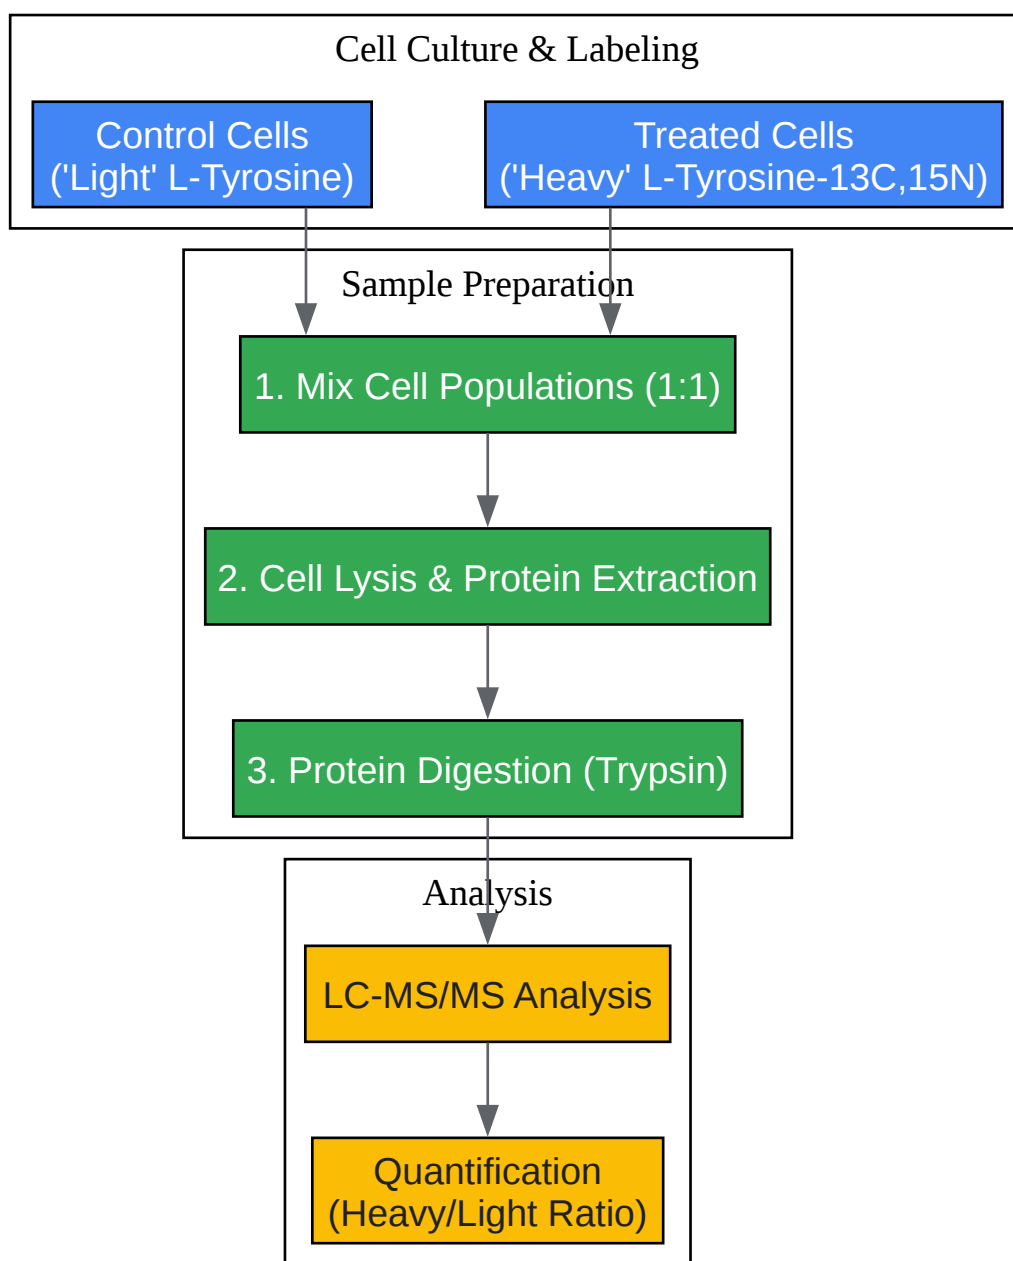 Cell Culture & Labeling
Control Cells
('Light' L-Tyrosine)
Treated Cells
('Heavy' L-Tyrosine-13C,15N)
Sample Preparation
1. Mix Cell Populations (1:1)
2. Cell Lysis & Protein Extraction
3. Protein Digestion (Trypsin)
Analysis
LC-MS/MS Analysis
Quantification
(Heavy/Light Ratio)